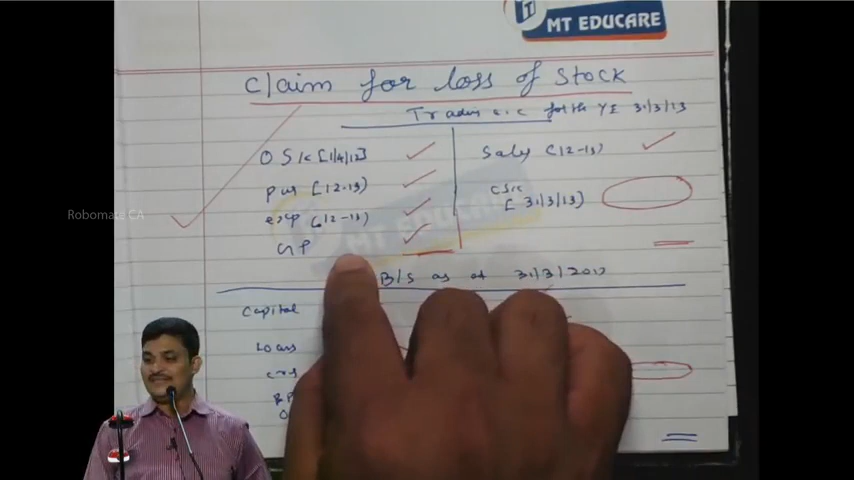 MT EDUCARE
Claim for loss of Stock
for the YE 31/3/13
O S/K [1/4/12]
pur [12-13] Sales (12-13)
exp (12-13) [31/3/13]
GP
B/S as at 31/3/2013
Capital
Loans
MT EDUCARE
Robomate CA